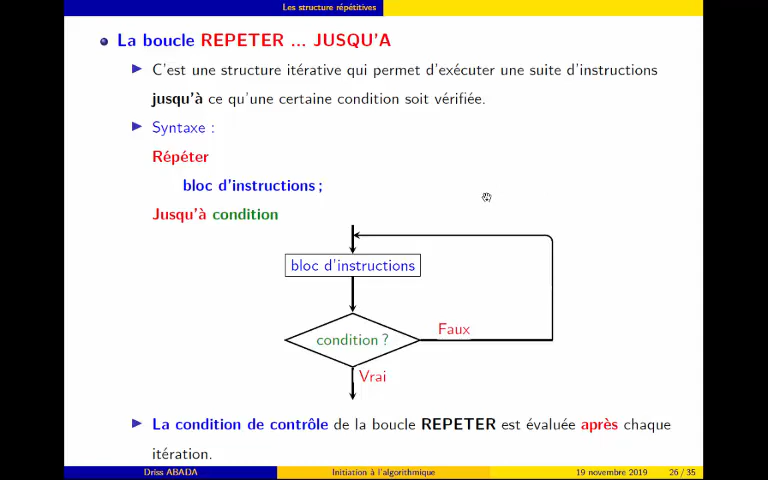 Les structure répétitives
La boucle REPETER ... JUSQU'A
C'est une structure itérative qui permet d'exécuter une suite d'instructions
jusqu'à ce qu'une certaine condition soit vérifiée.
Syntaxe :
Répéter
bloc d'instructions ;
Jusqu'à condition
bloc d'instructions
condition ?
Faux
Vrai
La condition de contrôle de la boucle REPETER est évaluée après chaque
itération.
Driss ABADA Initiation à l'algorithmique 19 novembre 2019 26 / 35